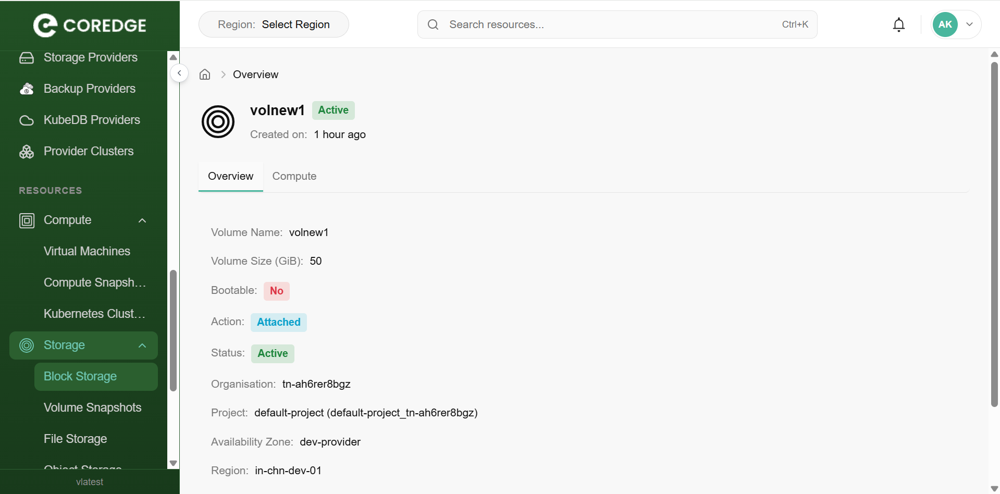 COREDGE
Storage Providers
Backup Providers
KubeDB Providers
Provider Clusters
RESOURCES
Compute
Virtual Machines
Compute Snapsh...
Kubernetes Clust...
Storage
Block Storage
Volume Snapshots
File Storage
Object Storage
vlatest
Region: Select Region
Search resources...
Ctrl+K
AK
Overview
volnew1 Active
Created on: 1 hour ago
Overview Compute
Volume Name: volnew1
Volume Size (GiB): 50
Bootable: No
Action: Attached
Status: Active
Organisation: tn-ah6rer8bgz
Project: default-project (default-project_tn-ah6rer8bgz)
Availability Zone: dev-provider
Region: in-chn-dev-01